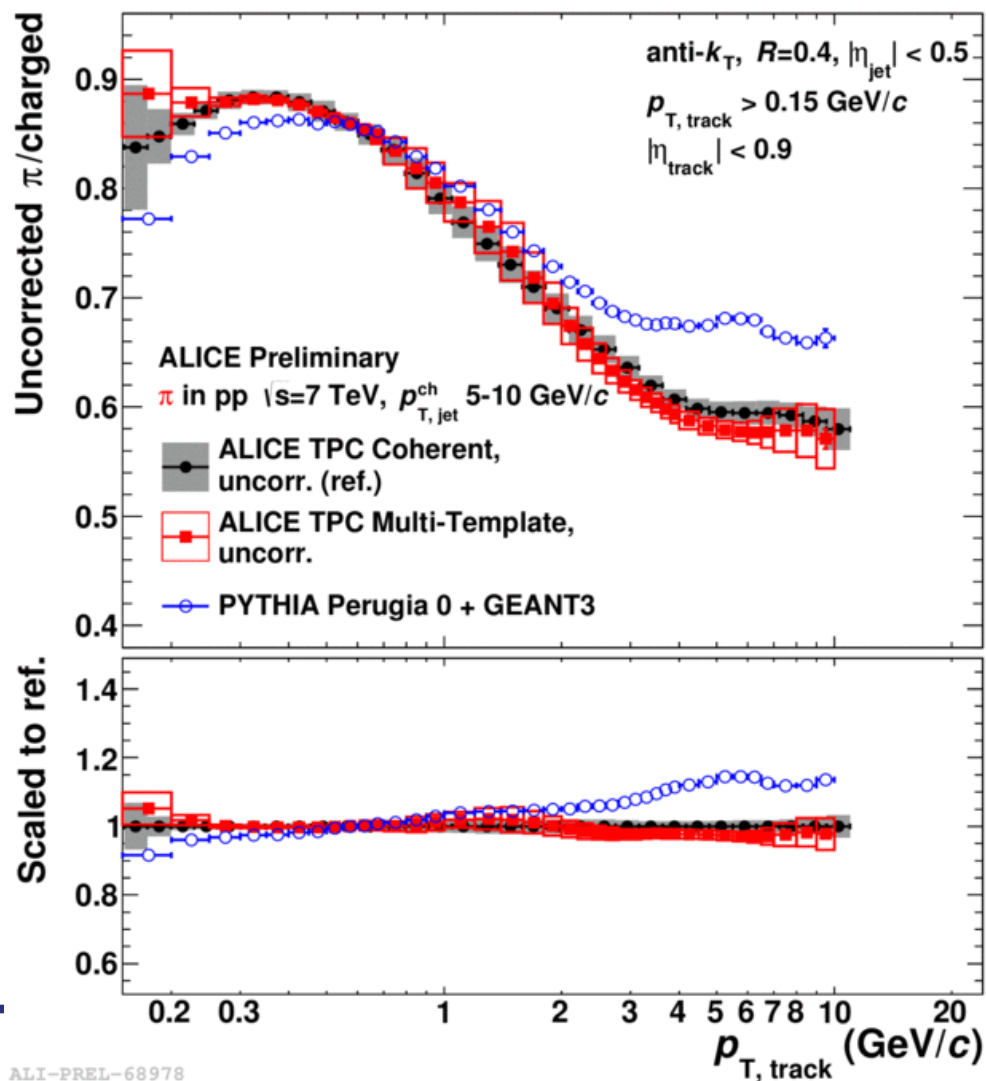 Uncorrected π/charged
0.9
0.8
0.7
0.6
0.5
0.4
anti-kT, R=0.4, |ηjet| < 0.5
pT, track > 0.15 GeV/c
|ηtrack| < 0.9
ALICE Preliminary
π in pp √s=7 TeV, p ch T, jet 5-10 GeV/c
ALICE TPC Coherent,
uncorr. (ref.)
ALICE TPC Multi-Template,
uncorr.
PYTHIA Perugia 0 + GEANT3
Scaled to ref.
1.4
1.2
1
0.8
0.6
0.2 0.3 1 2 3 4 5 6 7 8 10 20
pT, track (GeV/c)
ALI-PREL-68978